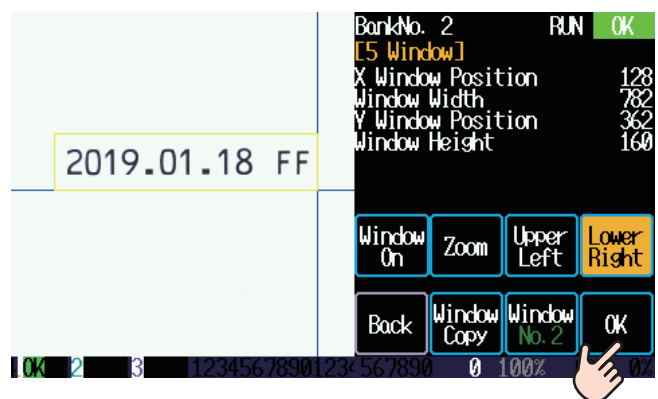 BankNo. 2 RUN OK
[5 Window]
X Window Position 128
Window Width 782
Y Window Position 362
Window Height 160
2019.01.18 FF
Window On
Zoom
Upper Left
Lower Right
Back
Window Copy
Window No.2
OK
OK 2 3 12345678901234567890 0 100% 0%